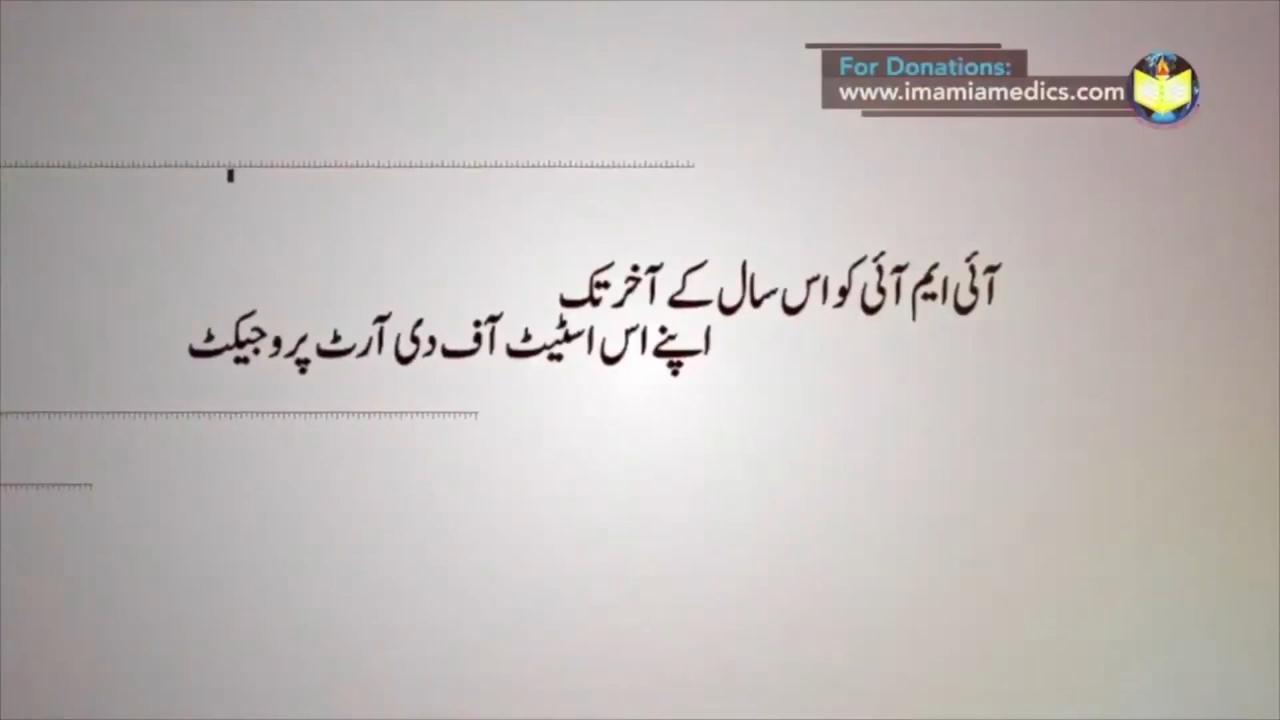 For Donations:
www.imamiamedics.com
آئی ایم آئی کو اس سال کے آخر تک
اپنے اس اسٹیٹ آف دی آرٹ پروجیکٹ